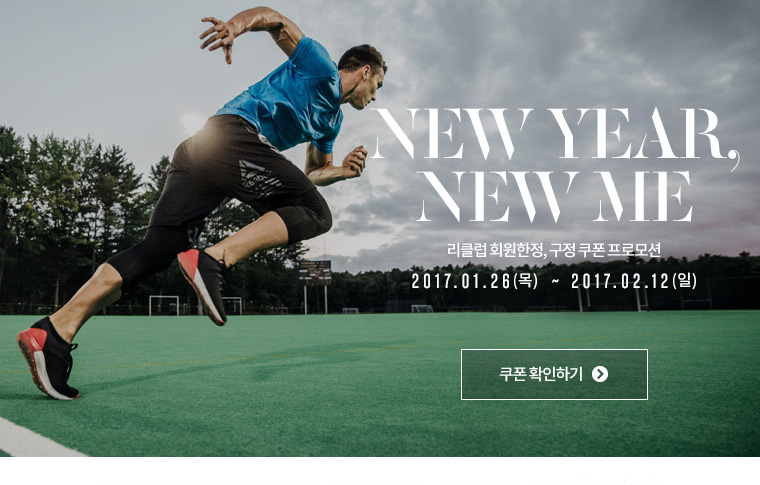 NEW YEAR,
NEW ME
리클럽 회원한정, 구정 쿠폰 프로모션
2017.01.26(목) ~ 2017.02.12(일)
쿠폰 확인하기